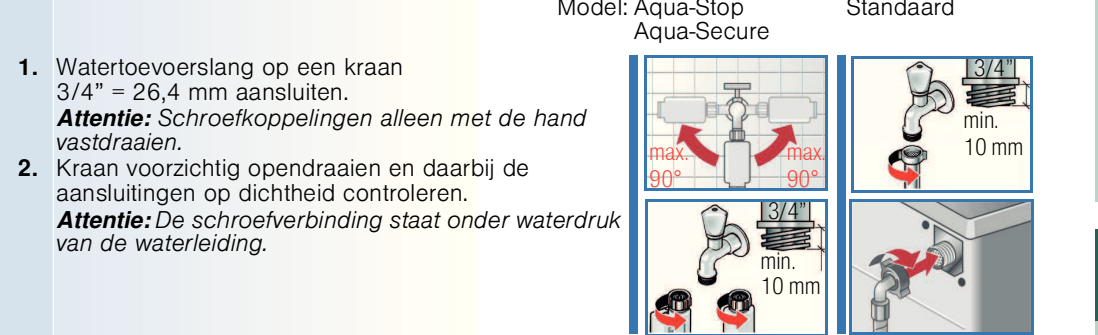 Model: Aqua-Stop Standaard
Aqua-Secure
1. Watertoevoerslang op een kraan
3/4” = 26,4 mm aansluiten.
Attentie: Schroefkoppelingen alleen met de hand
vastdraaien.
2. Kraan voorzichtig opendraaien en daarbij de
aansluitingen op dichtheid controleren.
Attentie: De schroefverbinding staat onder waterdruk
van de waterleiding.
max.
90°
max.
90°
3/4”
min.
10 mm
3/4”
min.
10 mm